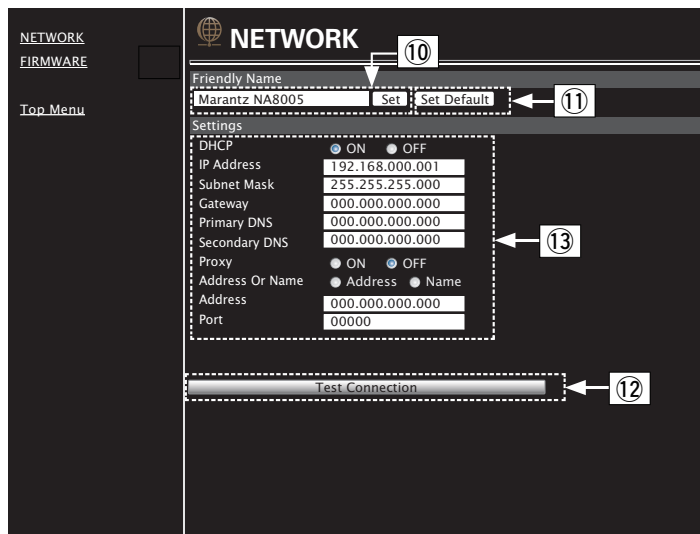 NETWORK
FIRMWARE
Top Menu
NETWORK
⑩
Friendly Name
Marantz NA8005 Set Set Default ⑪
Settings
DHCP ON OFF
IP Address 192.168.000.001
Subnet Mask 255.255.255.000
Gateway 000.000.000.000
Primary DNS 000.000.000.000
Secondary DNS 000.000.000.000 ⑬
Proxy ON OFF
Address Or Name Address Name
Address 000.000.000.000
Port 00000
Test Connection ⑫